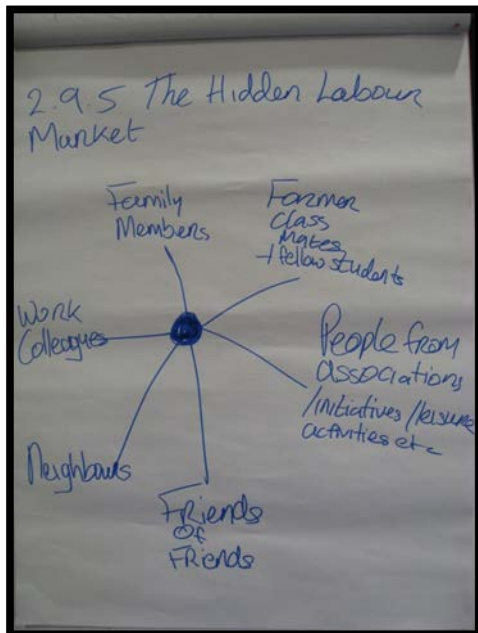 2.9.5 The Hidden Labour
Market
Family
Members
Former
Class
Mates
+ fellow students
Work
Colleagues
People from
associations
/initiatives/leisure
activities etc
Neighbours
Friends
of
Friends